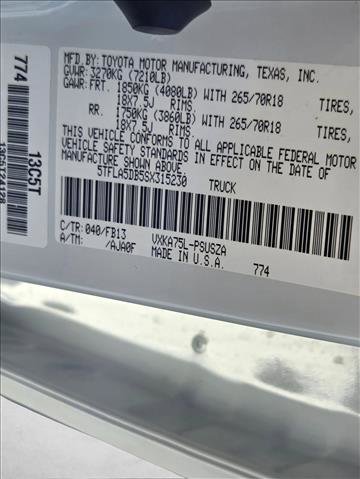 MFD. BY:TOYOTA MOTOR MANUFACTURING, TEXAS, INC.
GVWR: 3270KG (7210LB)
GAWR: FRT. 1850KG (4080LB) WITH 265/70R18 TIRES,
18X7.5J RIMS.
RR. 1750KG (3860LB) WITH 265/70R18 TIRES,
18X7.5J RIMS.
THIS VEHICLE CONFORMS TO ALL APPLICABLE FEDERAL MOTOR
SAFETY STANDARDS IN EFFECT ON THE DATE OF
MANUFACTURE SHOWN ABOVE.
5TFLA5DB5SX315230 TRUCK
C/TR: 040/FB13 VXKA75L-PSUSZA
A/TM: /AJA0F MADE IN U.S.A. 774
774
13C5T